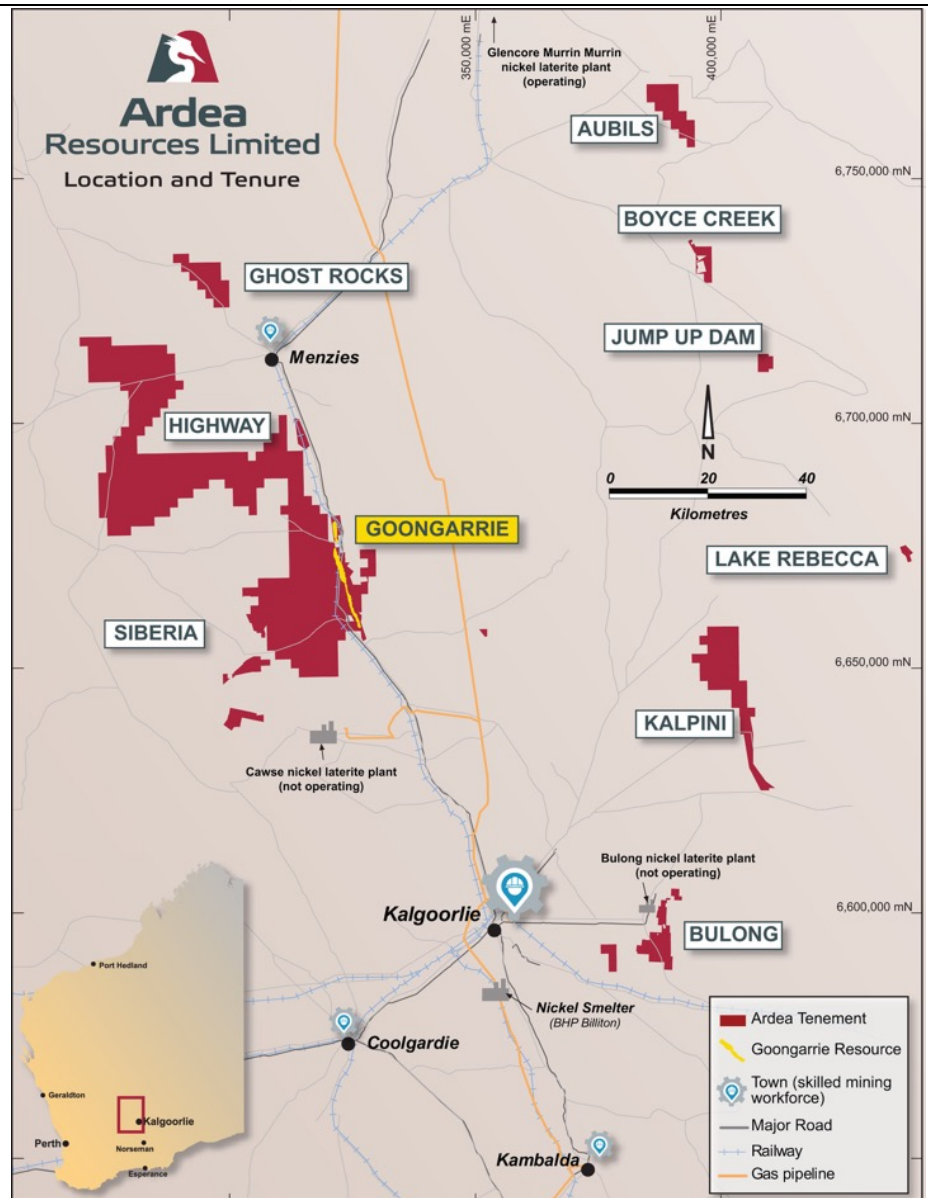 Ardea
Resources Limited
Location and Tenure
350,000 mE
400,000 mE
Glencore Murrin Murrin
nickel laterite plant
(operating)
AUBILS
6,750,000 mN
BOYCE CREEK
GHOST ROCKS
JUMP UP DAM
Menzies
6,700,000 mN
HIGHWAY
N
0 20 40
Kilometres
GOONGARRIE
LAKE REBECCA
SIBERIA
6,650,000 mN
KALPINI
Cawse nickel laterite plant
(not operating)
Bulong nickel laterite plant
(not operating)
Kalgoorlie
6,600,000 mN
BULONG
Nickel Smelter
(BHP Billiton)
Coolgardie
Kambalda
Port Hedland
Geraldton
Kalgoorlie
Perth
Norseman
Esperance
LEGEND
Ardea Tenement
Goongarrie Resource
Town (skilled mining
workforce)
Major Road
Railway
Gas pipeline